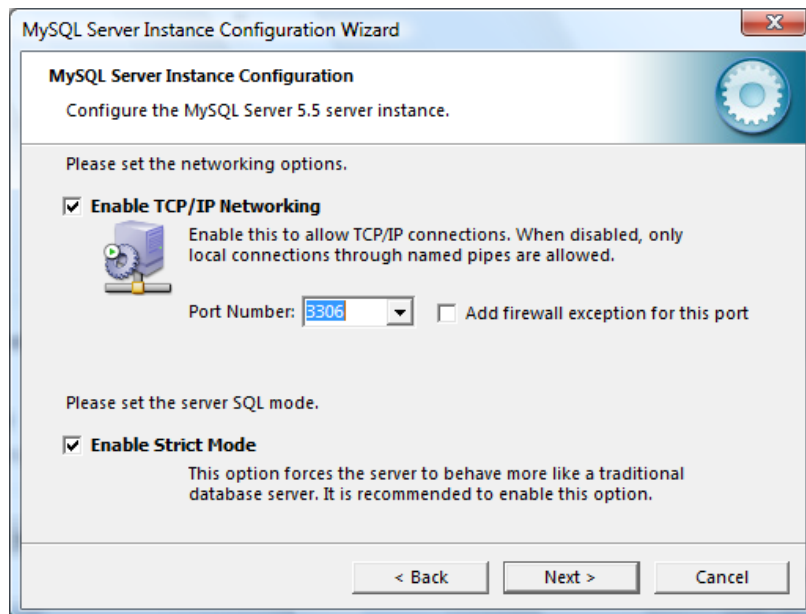 MySQL Server Instance Configuration Wizard
MySQL Server Instance Configuration
Configure the MySQL Server 5.5 server instance.
Please set the networking options.
Enable TCP/IP Networking
Enable this to allow TCP/IP connections. When disabled, only
local connections through named pipes are allowed.
Port Number: 3306 Add firewall exception for this port
Please set the server SQL mode.
Enable Strict Mode
This option forces the server to behave more like a traditional
database server. It is recommended to enable this option.
< Back Next > Cancel